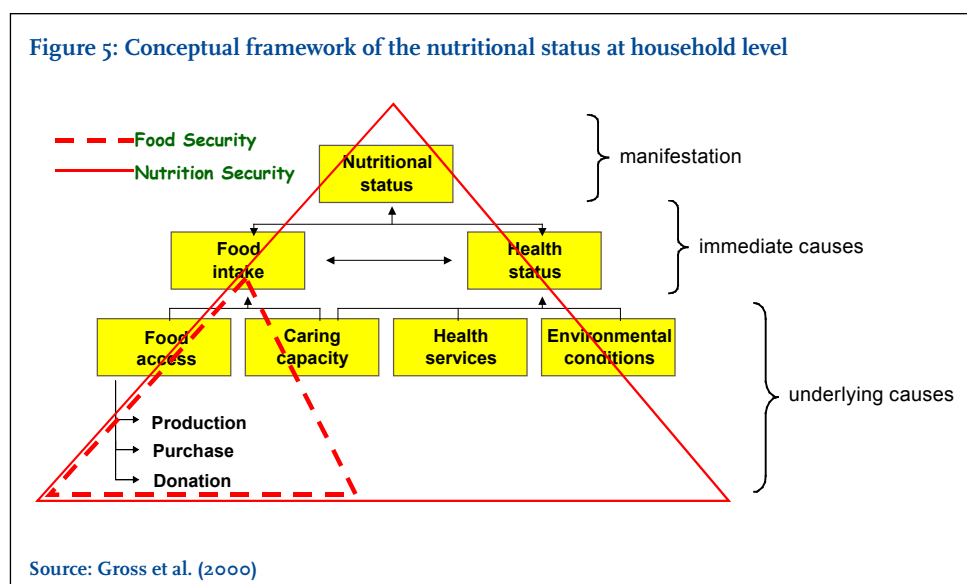 Figure 5: Conceptual framework of the nutritional status at household level
Food Security
Nutrition Security
Nutritional
status
manifestation
Food
intake
Health
status
immediate causes
Food
access
Caring
capacity
Health
services
Environmental
conditions
Production
Purchase
Donation
underlying causes
Source: Gross et al. (2000)